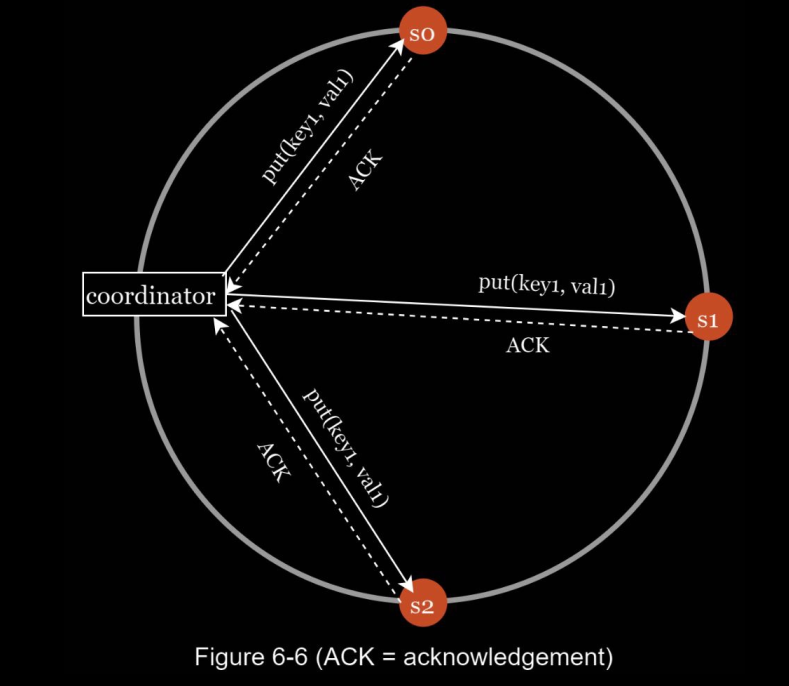 s0
put(key1, val1)
ACK
coordinator
put(key1, val1)
s1
ACK
put(key1, val1)
ACK
s2
Figure 6-6 (ACK = acknowledgement)